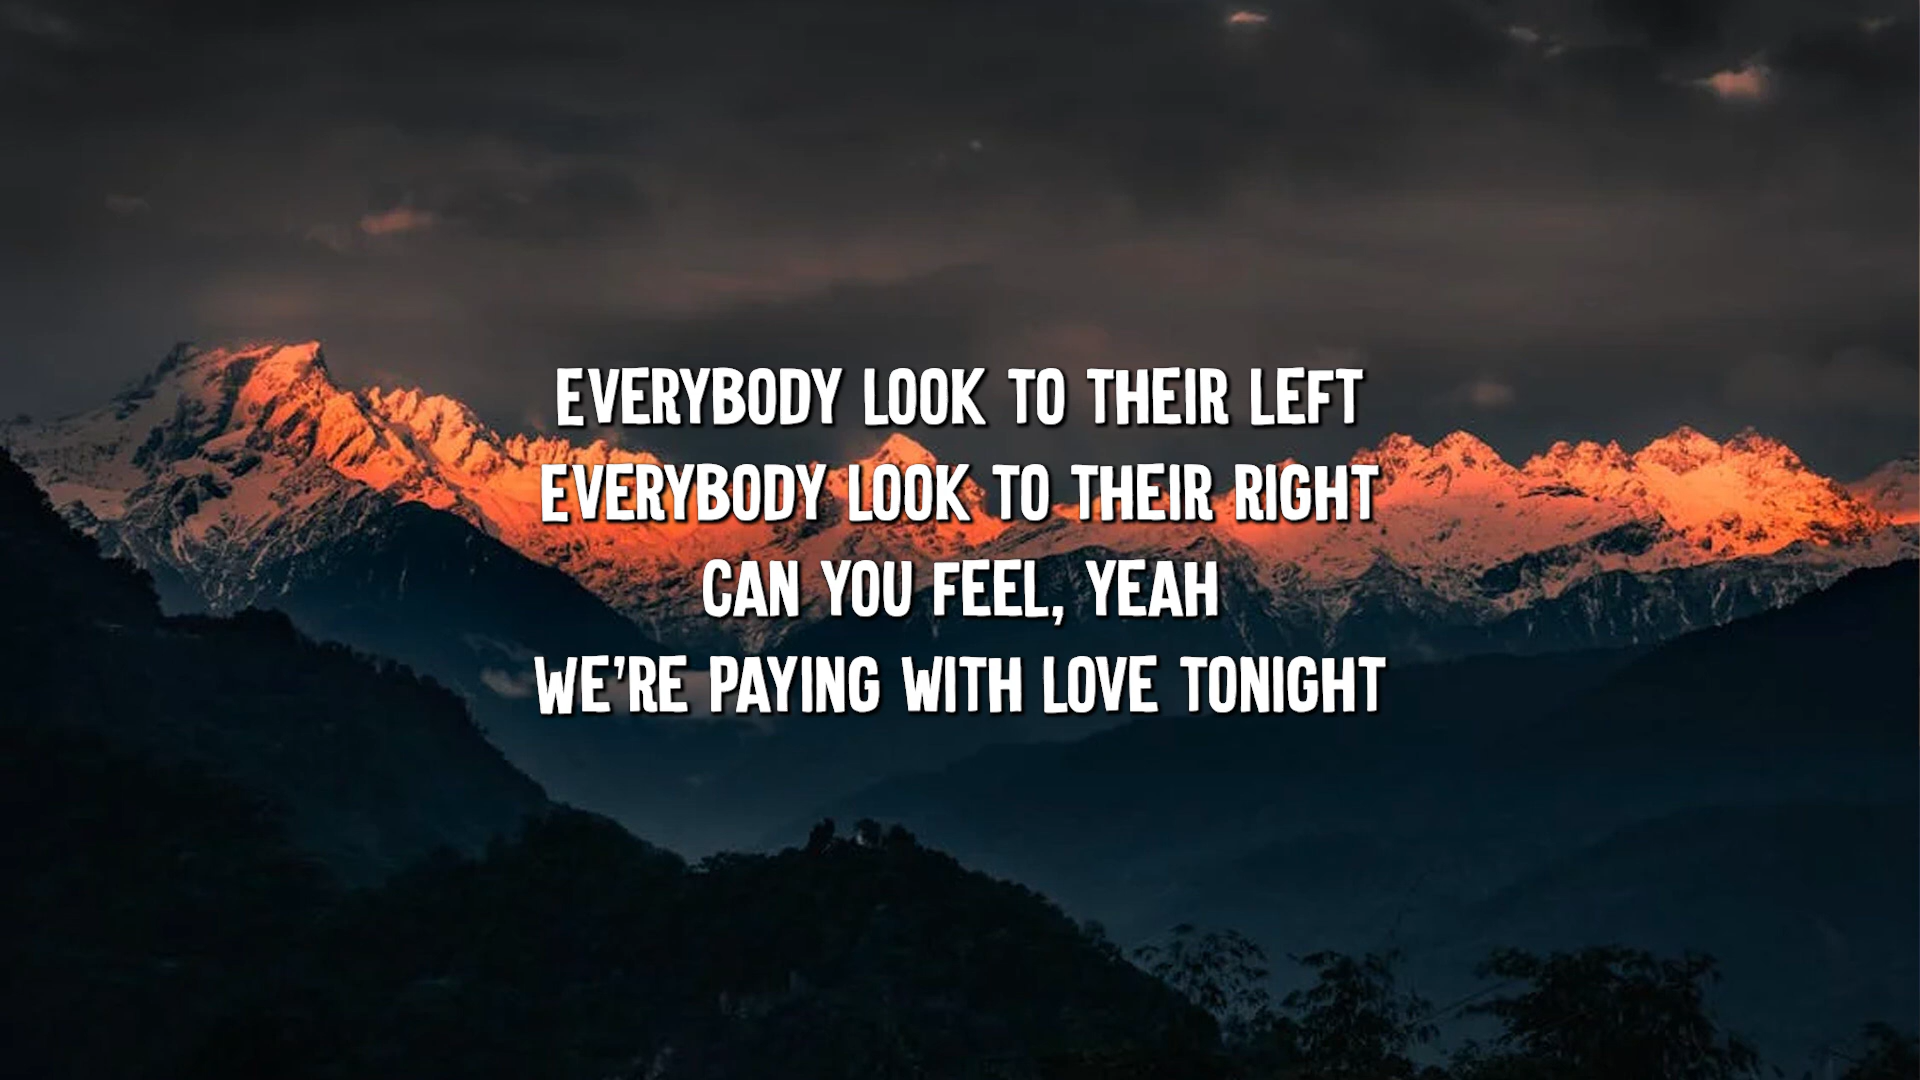 EVERYBODY LOOK TO THEIR LEFT
EVERYBODY LOOK TO THEIR RIGHT
CAN YOU FEEL, YEAH
WE'RE PAYING WITH LOVE TONIGHT